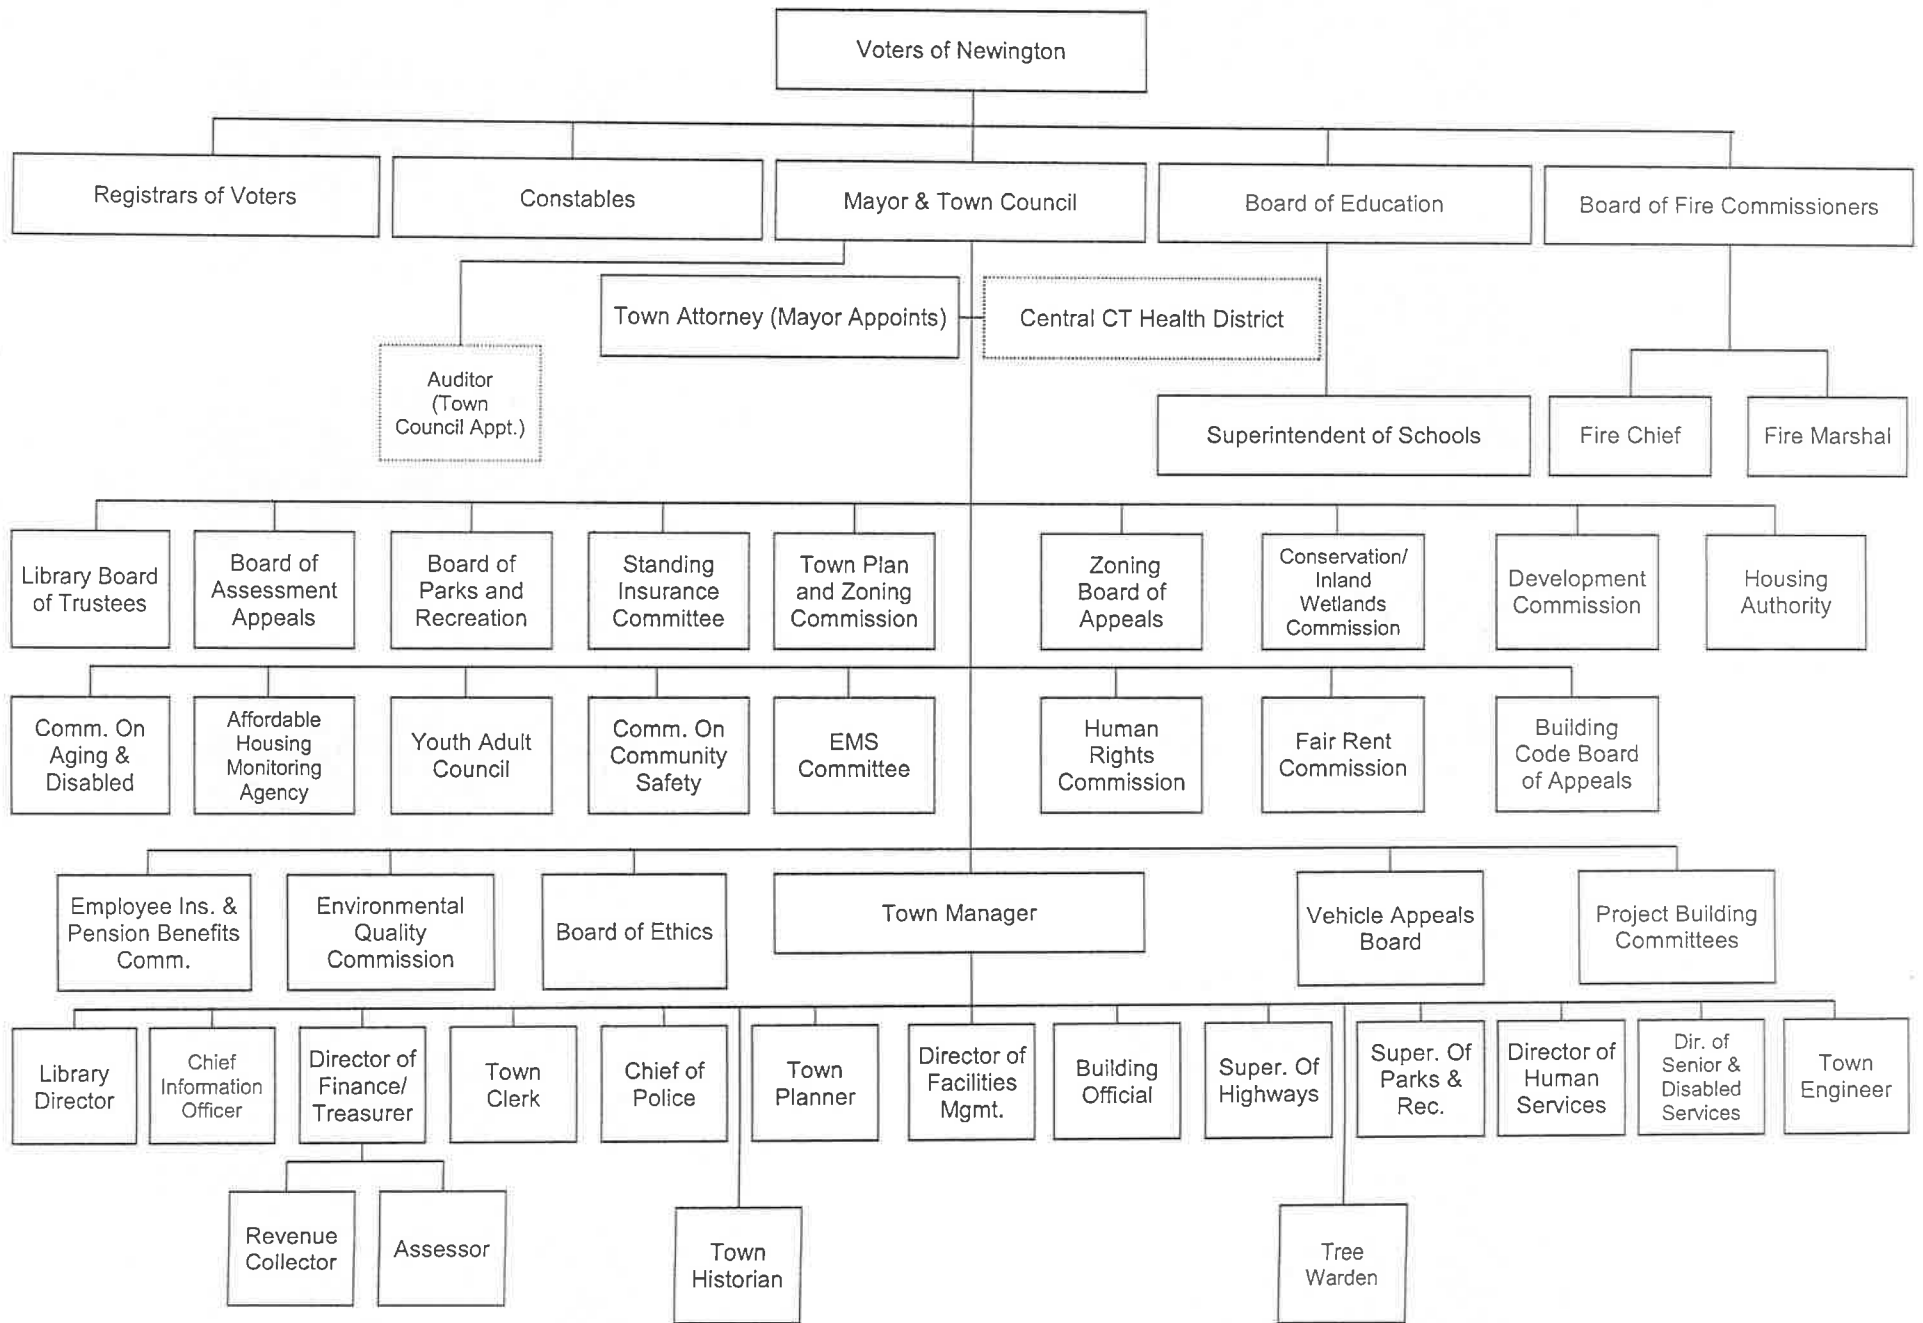 Voters of Newington
Registrars of Voters
Constables
Mayor & Town Council
Board of Education
Board of Fire Commissioners
Town Attorney (Mayor Appoints)
Central CT Health District
Auditor
(Town
Council Appt.)
Superintendent of Schools
Fire Chief
Fire Marshal
Library Board
of Trustees
Board of
Assessment
Appeals
Board of
Parks and
Recreation
Standing
Insurance
Committee
Town Plan
and Zoning
Commission
Zoning
Board of
Appeals
Conservation/
Inland
Wetlands
Commission
Development
Commission
Housing
Authority
Comm. On
Aging &
Disabled
Affordable
Housing
Monitoring
Agency
Youth Adult
Council
Comm. On
Community
Safety
EMS
Committee
Human
Rights
Commission
Fair Rent
Commission
Building
Code Board
of Appeals
Employee Ins. &
Pension Benefits
Comm.
Environmental
Quality
Commission
Board of Ethics
Town Manager
Vehicle Appeals
Board
Project Building
Committees
Library
Director
Chief
Information
Officer
Director of
Finance/
Treasurer
Town
Clerk
Chief of
Police
Town
Planner
Director of
Facilities
Mgmt.
Building
Official
Super. Of
Highways
Super. Of
Parks &
Rec.
Director of
Human
Services
Dir. of
Senior &
Disabled
Services
Town
Engineer
Revenue
Collector
Assessor
Town
Historian
Tree
Warden